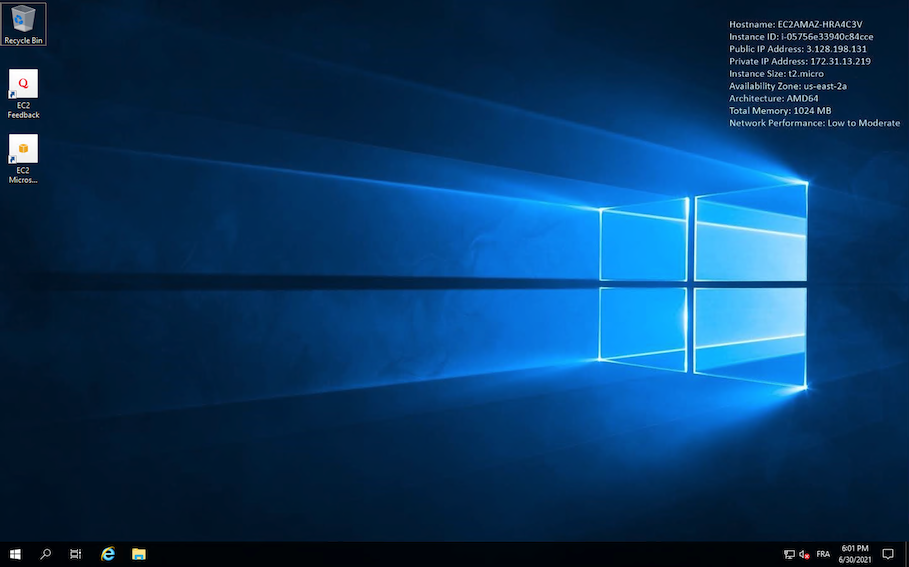 Recycle Bin
EC2
Feedback
EC2
Micros...
Hostname: EC2AMAZ-HRA4C3V
Instance ID: i-05756e33940c84cce
Public IP Address: 3.128.198.131
Private IP Address: 172.31.13.219
Instance Size: t2.micro
Availability Zone: us-east-2a
Architecture: AMD64
Total Memory: 1024 MB
Network Performance: Low to Moderate
FRA
6:01 PM
6/30/2021